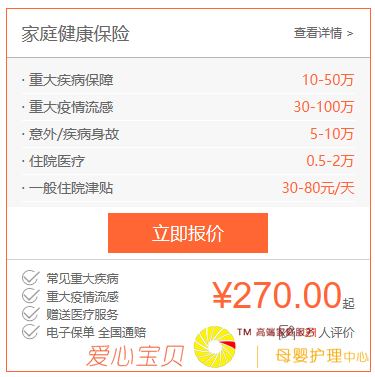 家庭健康保险 查看详情 >
· 重大疾病保障 10-50万
· 重大疫情流感 30-100万
· 意外/疾病身故 5-10万
· 住院医疗 0.5-2万
· 一般住院津贴 30-80元/天
立即报价
常见重大疾病
重大疫情流感
赠送医疗服务
电子保单 全国通赔
¥270.00起
人评价
爱心宝贝
TM 高端家政服务
母婴护理中心